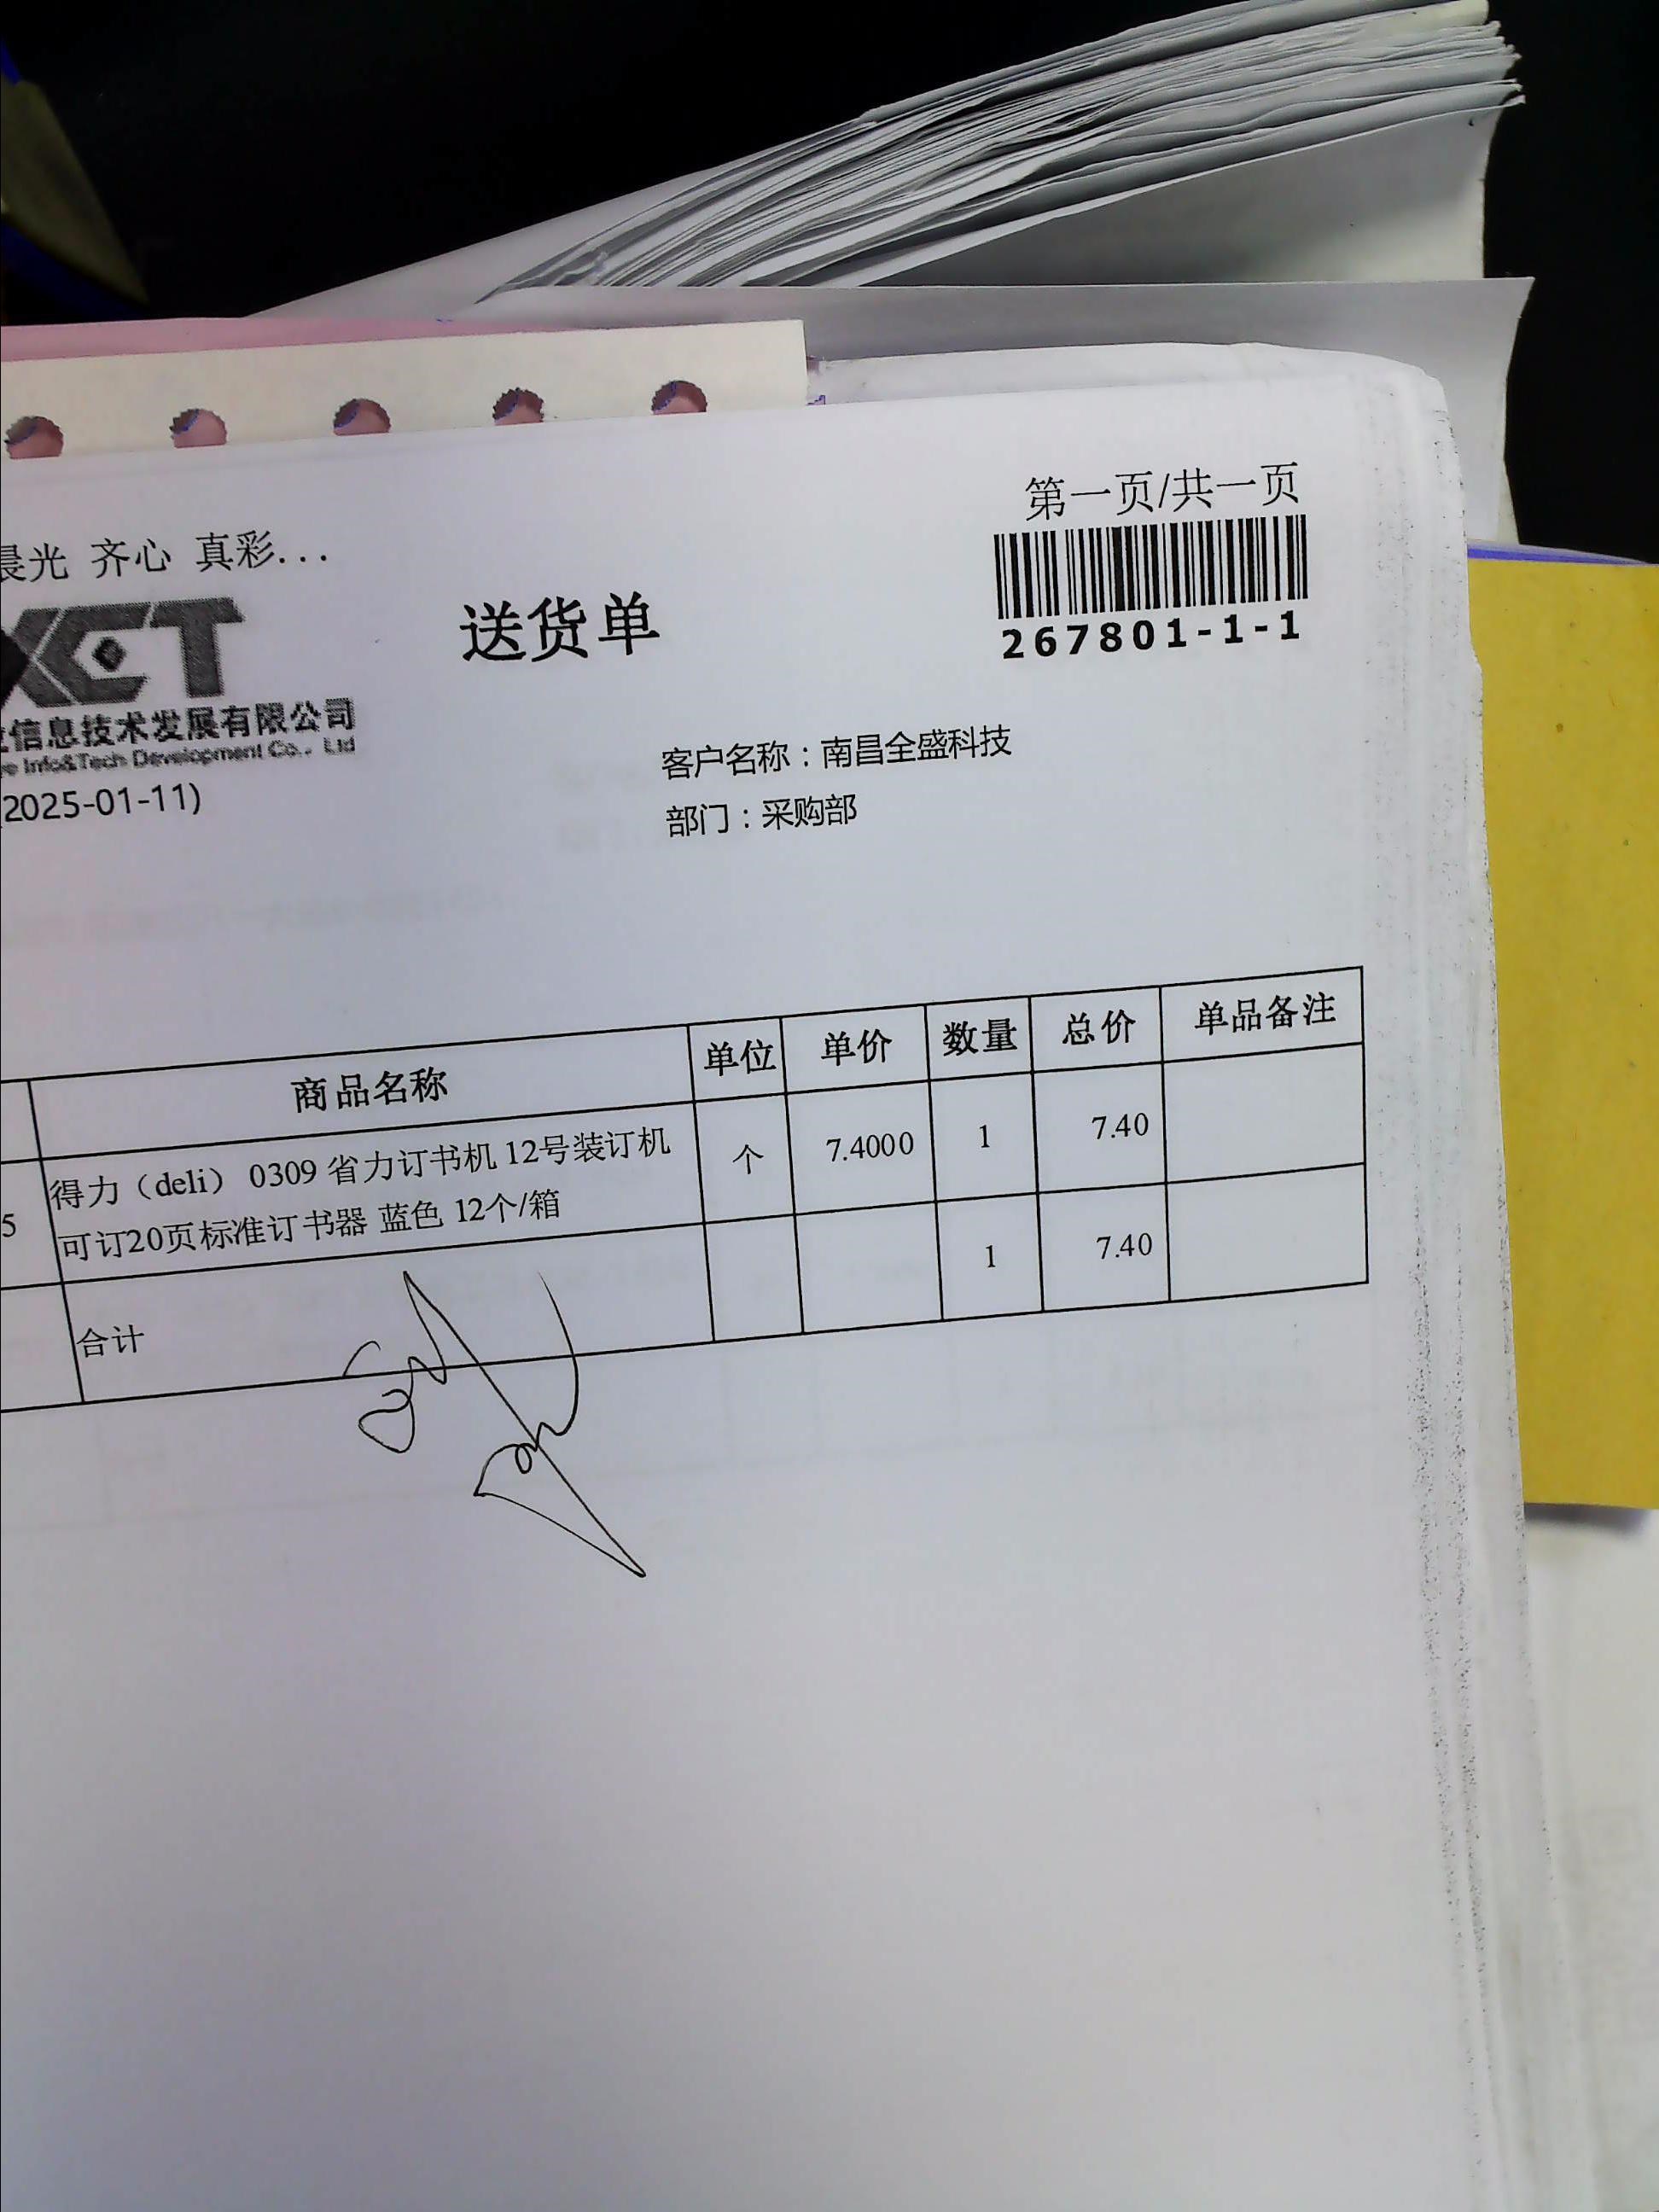 第一页/共一页
晨光 齐心 真彩...
XCT
送货单
267801-1-1
信息技术发展有限公司
Info&Tech Development Co., Ltd
客户名称：南昌全盛科技
(2025-01-11)
部门：采购部
商品名称 单位 单价 数量 总价 单品备注
5 得力（deli） 0309 省力订书机 12号装订机 个 7.4000 1 7.40
可订20页标准订书器 蓝色 12个/箱
合计 1 7.40